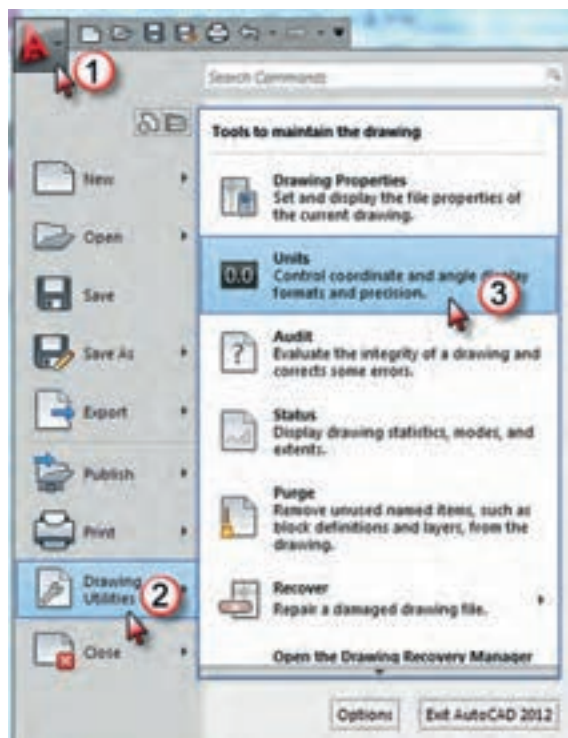 1
Search Commands
Tools to maintain the drawing
New
Open
Save
Save As
Export
Publish
Print
Drawing
Utilities 2
Close
Drawing Properties
Set and display the file properties of
the current drawing.
0.0
Units
Control coordinate and angle display
formats and precision.
3
Audit
Evaluate the integrity of a drawing and
corrects some errors.
Status
Display drawing statistics, modes, and
extents.
Purge
Remove unused named items, such as
block definitions and layers, from the
drawing.
Recover
Repair a damaged drawing file.
Open the Drawing Recovery Manager
Options
Exit AutoCAD 2012